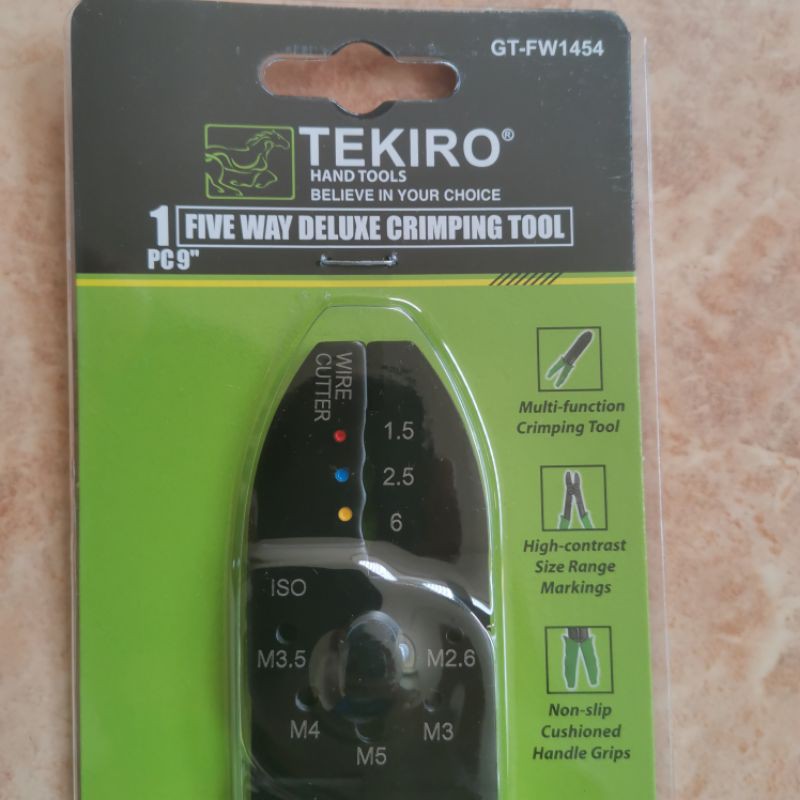 GT-FW1454
TEKIRO®
HAND TOOLS
BELIEVE IN YOUR CHOICE
1 PC 9"
FIVE WAY DELUXE CRIMPING TOOL
WIRE
CUTTER
1.5
2.5
6
ISO
M3.5
M2.6
M4
M3
M5
Multi-function
Crimping Tool
High-contrast
Size Range
Markings
Non-slip
Cushioned
Handle Grips